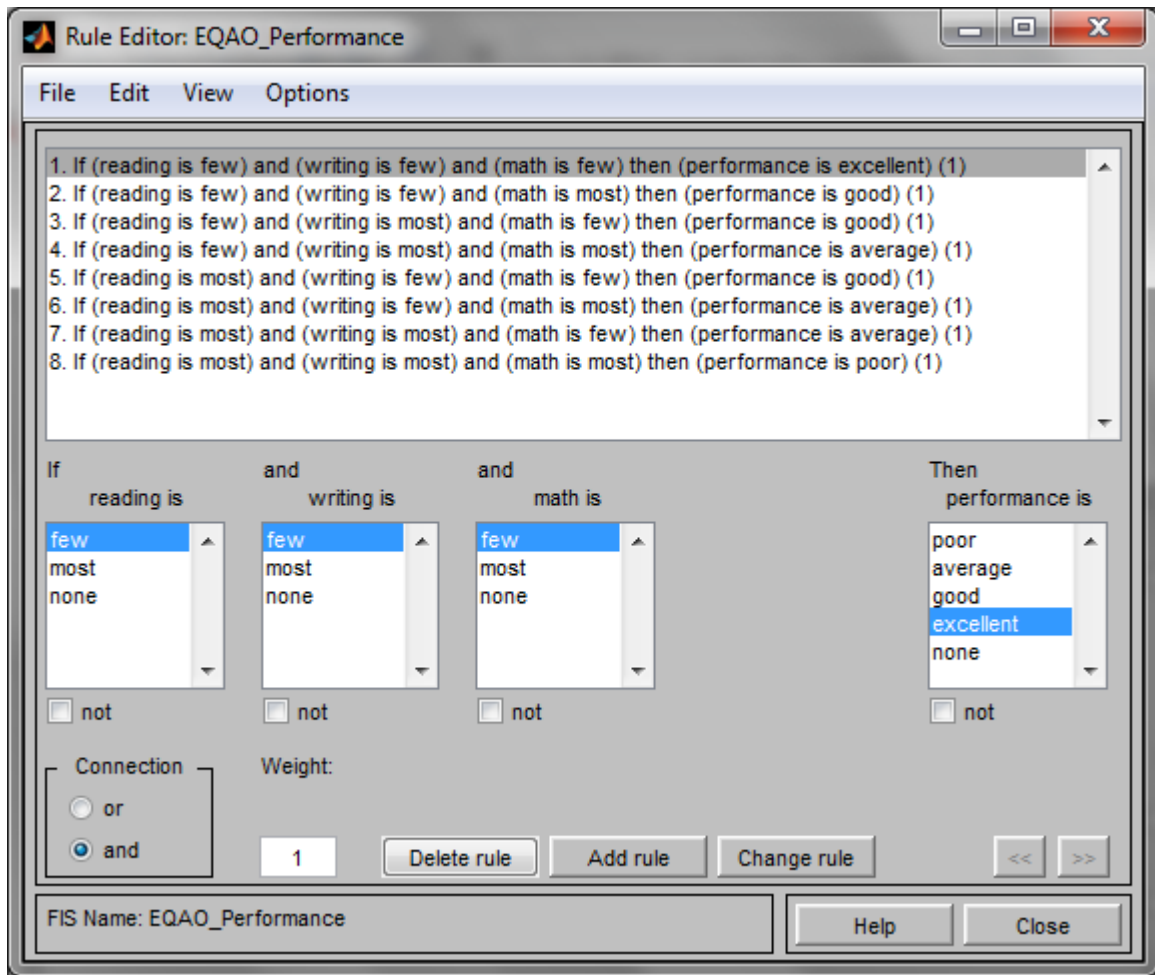 Rule Editor: EQAO_Performance
File Edit View Options
1. If (reading is few) and (writing is few) and (math is few) then (performance is excellent) (1)
2. If (reading is few) and (writing is few) and (math is most) then (performance is good) (1)
3. If (reading is few) and (writing is most) and (math is few) then (performance is good) (1)
4. If (reading is few) and (writing is most) and (math is most) then (performance is average) (1)
5. If (reading is most) and (writing is few) and (math is few) then (performance is good) (1)
6. If (reading is most) and (writing is few) and (math is most) then (performance is average) (1)
7. If (reading is most) and (writing is most) and (math is few) then (performance is average) (1)
8. If (reading is most) and (writing is most) and (math is most) then (performance is poor) (1)
If and and Then
reading is writing is math is performance is
few few few poor
most most most average
none none none good
excellent
none
not not not not
Connection Weight:
or
and 1 Delete rule Add rule Change rule << >>
FIS Name: EQAO_Performance Help Close